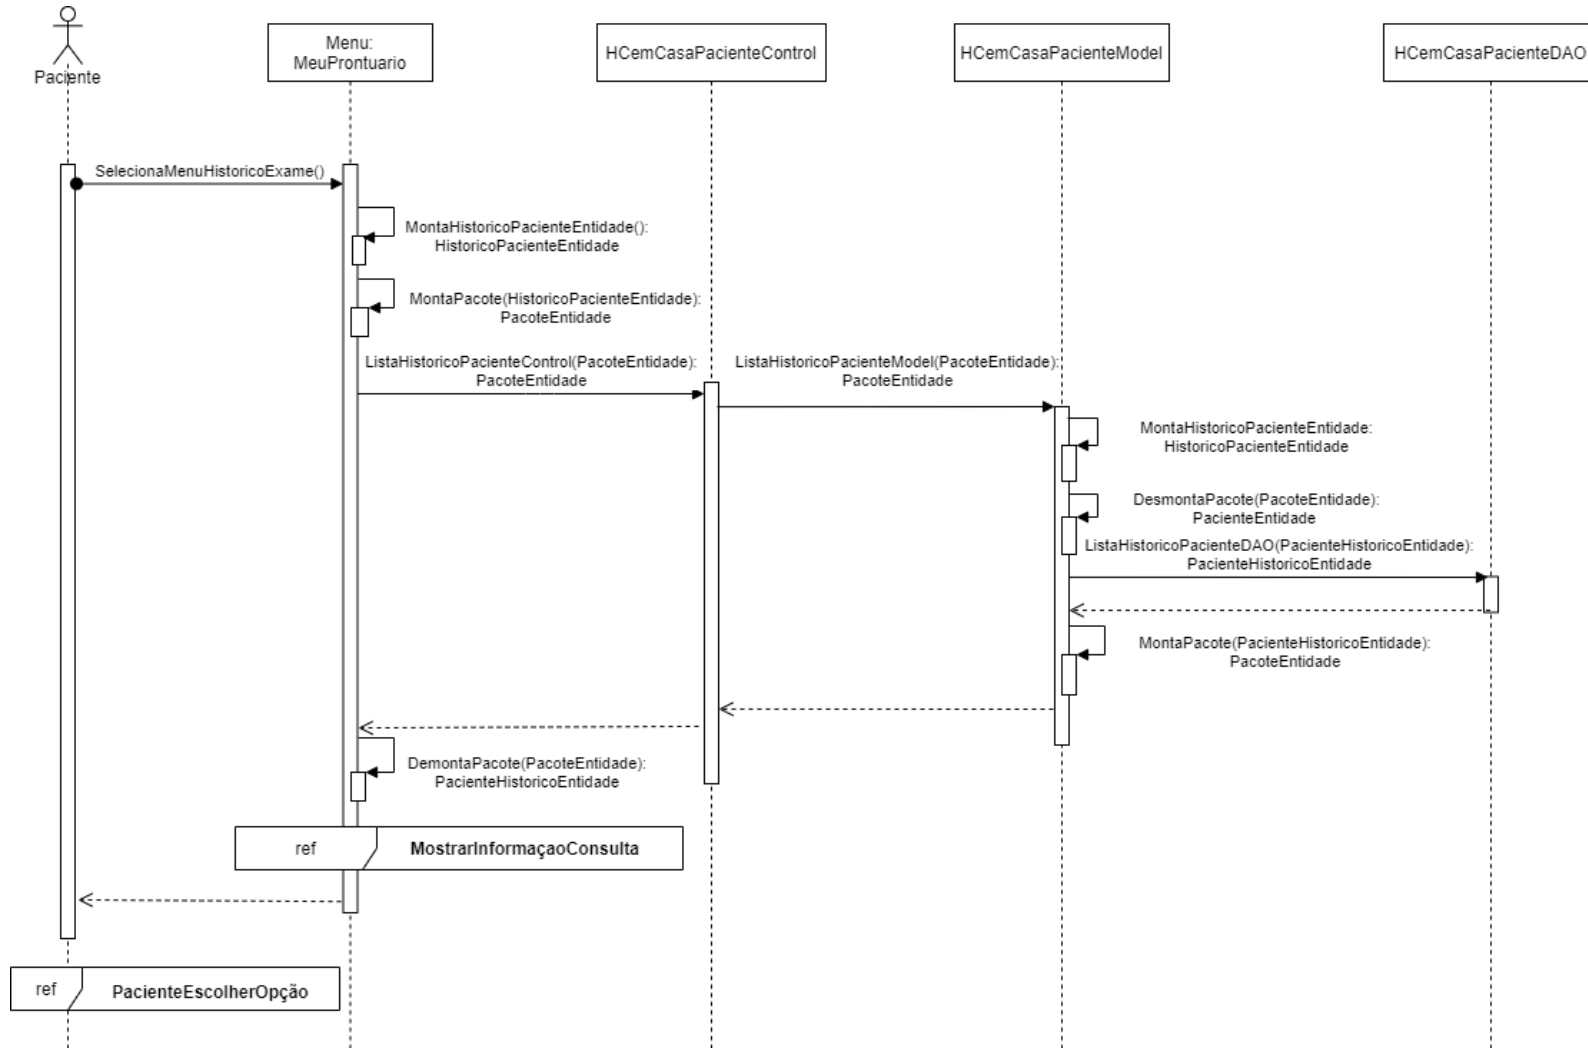 Paciente
Menu:
MeuProntuario
HCemCasaPacienteControl
HCemCasaPacienteModel
HCemCasaPacienteDAO
SelecionaMenuHistoricoExame()
MontaHistoricoPacienteEntidade():
HistoricoPacienteEntidade
MontaPacote(HistoricoPacienteEntidade):
PacoteEntidade
ListaHistoricoPacienteControl(PacoteEntidade):
PacoteEntidade
ListaHistoricoPacienteModel(PacoteEntidade):
PacoteEntidade
MontaHistoricoPacienteEntidade:
HistoricoPacienteEntidade
DesmontaPacote(PacoteEntidade):
PacienteEntidade
ListaHistoricoPacienteDAO(PacienteHistoricoEntidade):
PacienteHistoricoEntidade
MontaPacote(PacienteHistoricoEntidade):
PacoteEntidade
DemontaPacote(PacoteEntidade):
PacienteHistoricoEntidade
ref
MostrarInformaçaoConsulta
ref
PacienteEscolherOpção